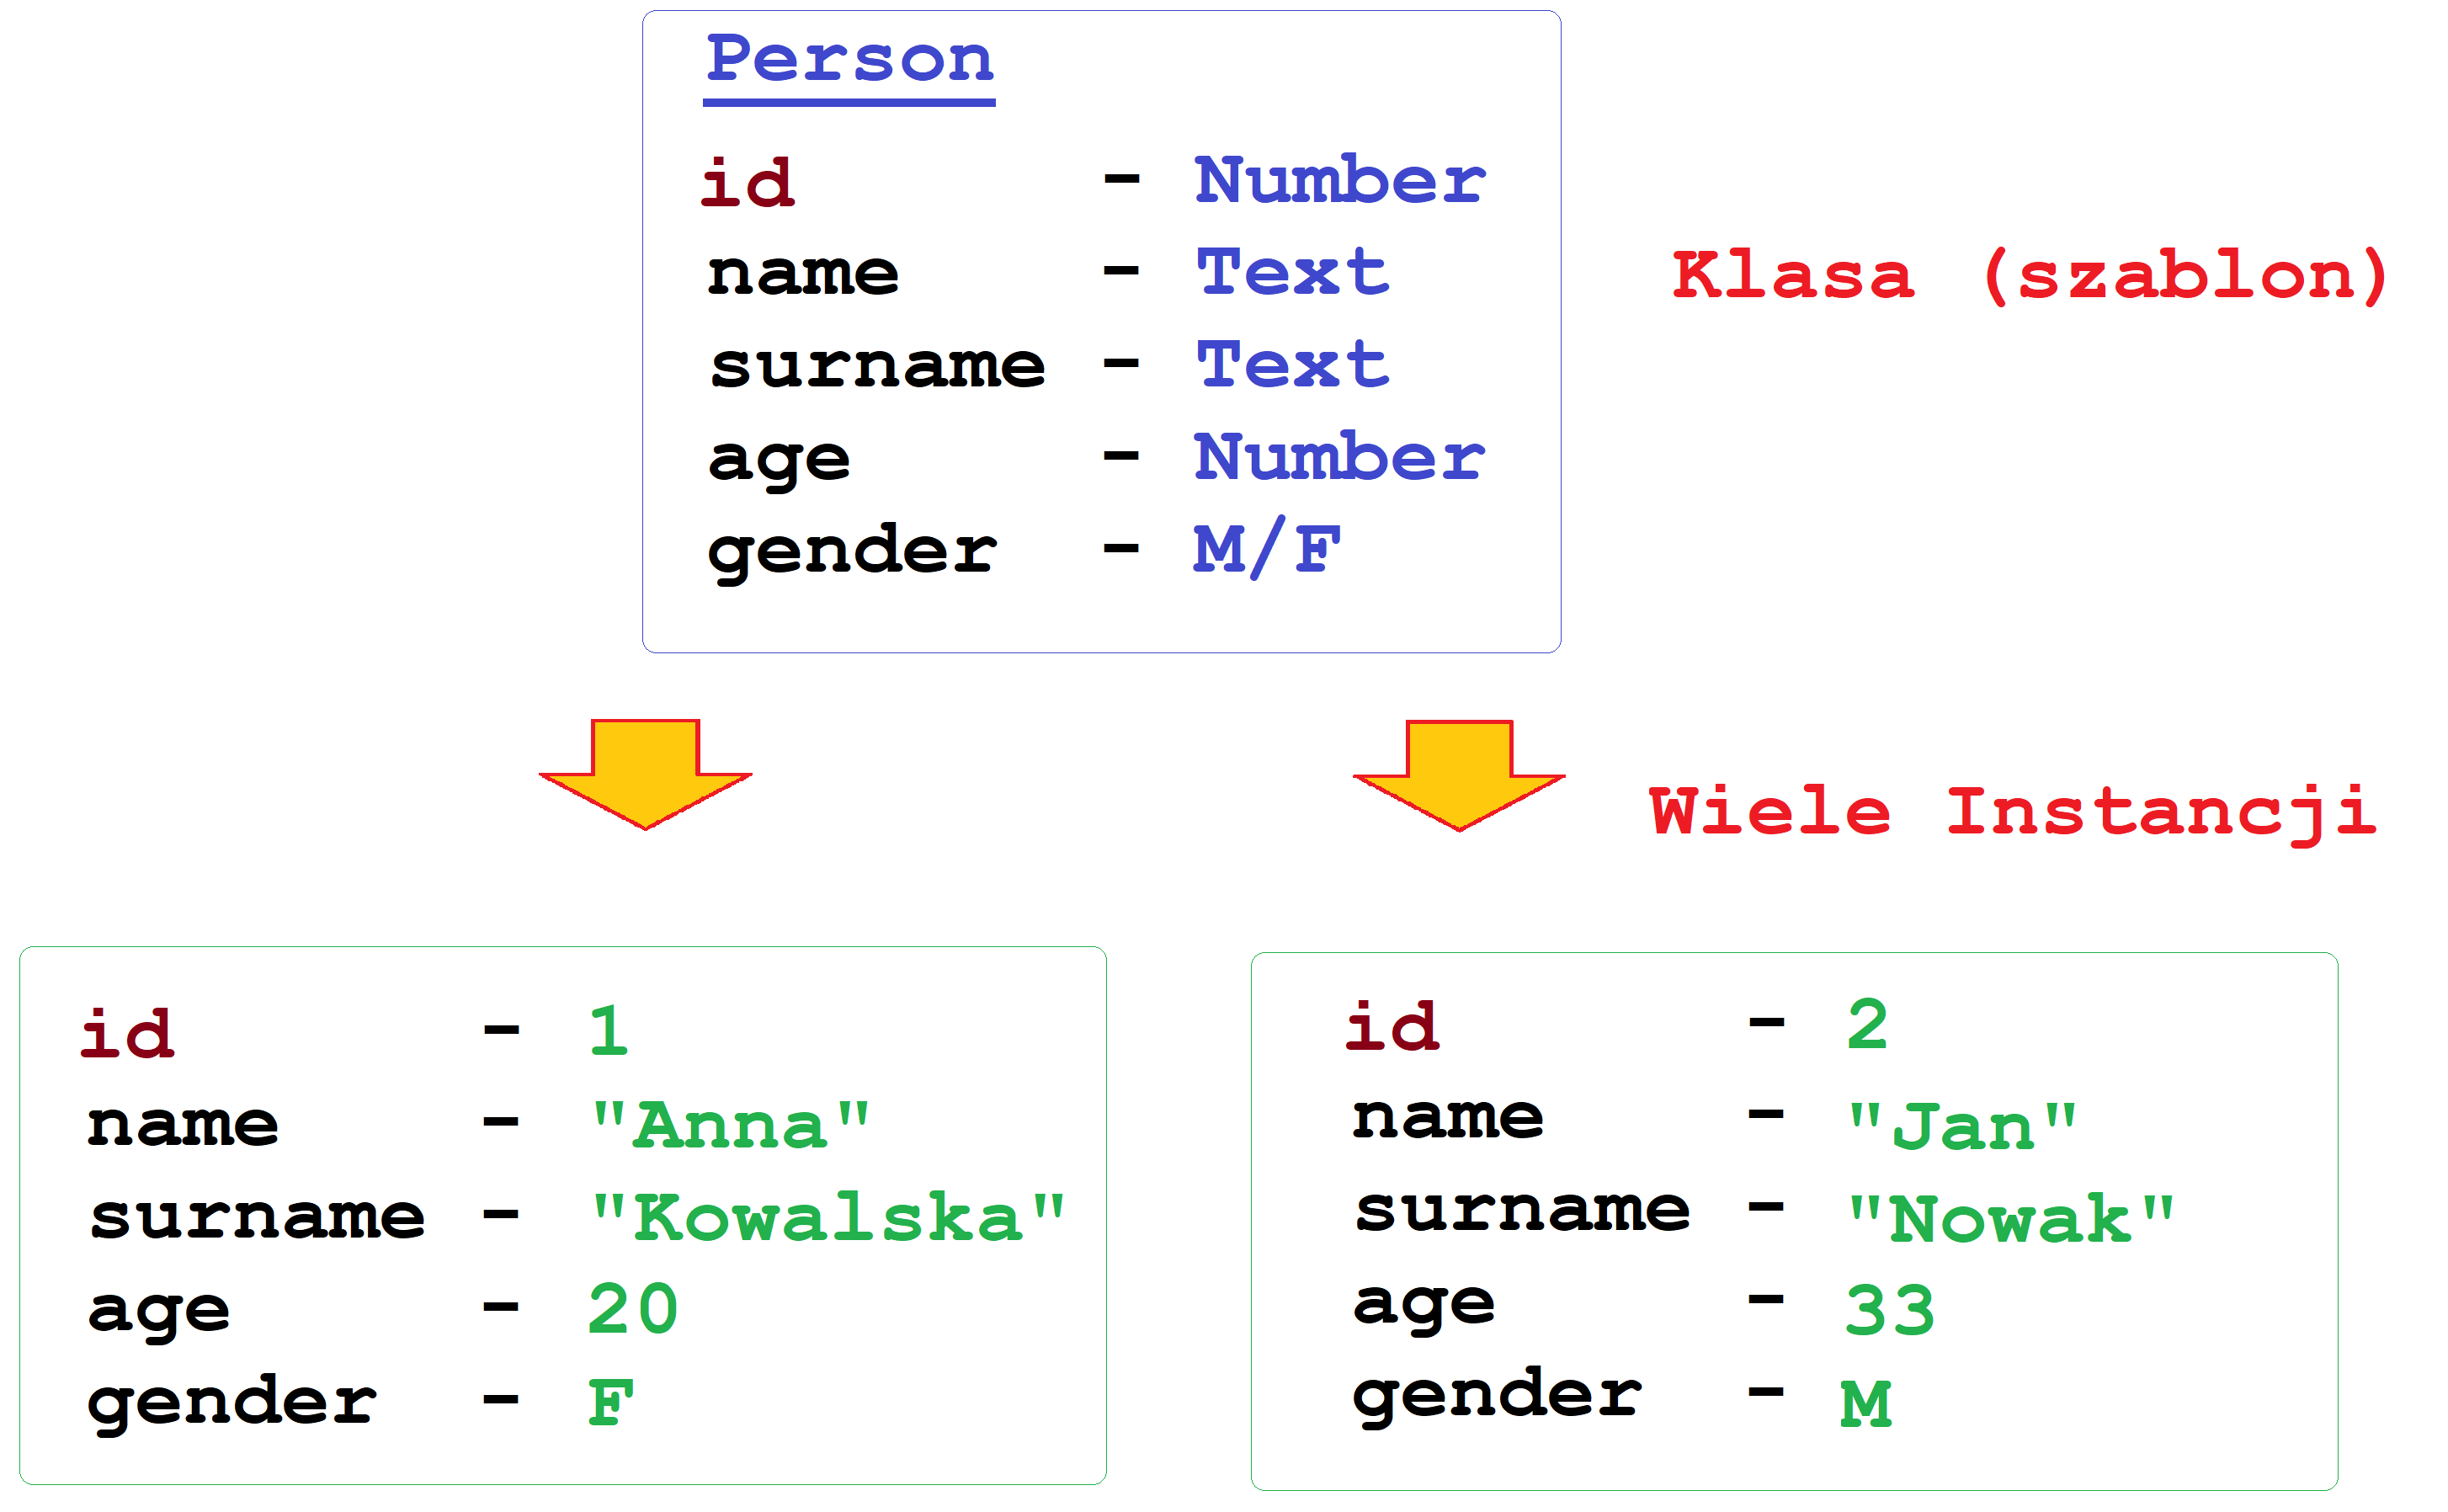 Person
id - Number
name - Text
surname - Text
age - Number
gender - M/F
Klasa (szablon)
Wiele Instancji
id - 1
name - "Anna"
surname - "Kowalska"
age - 20
gender - F
id - 2
name - "Jan"
surname - "Nowak"
age - 33
gender - M